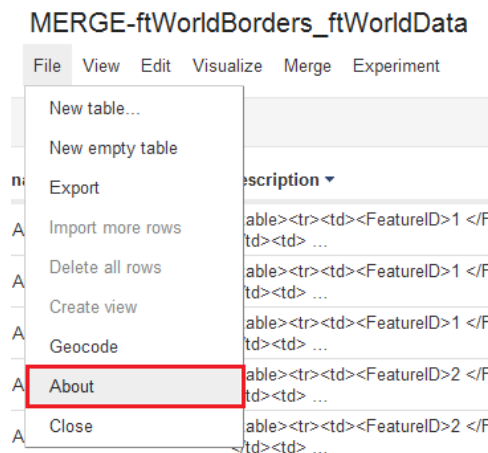 MERGE-ftWorldBorders_ftWorldData
File View Edit Visualize Merge Experiment
New table...
New empty table
Export
Import more rows
Delete all rows
Create view
Geocode
About
Close
escription
able><tr><td><FeatureID>1 </F
/td><td> ...
able><tr><td><FeatureID>1 </F
/td><td> ...
able><tr><td><FeatureID>1 </F
/td><td> ...
able><tr><td><FeatureID>2 </F
/td><td> ...
able><tr><td><FeatureID>2 </F
/td><td> ...